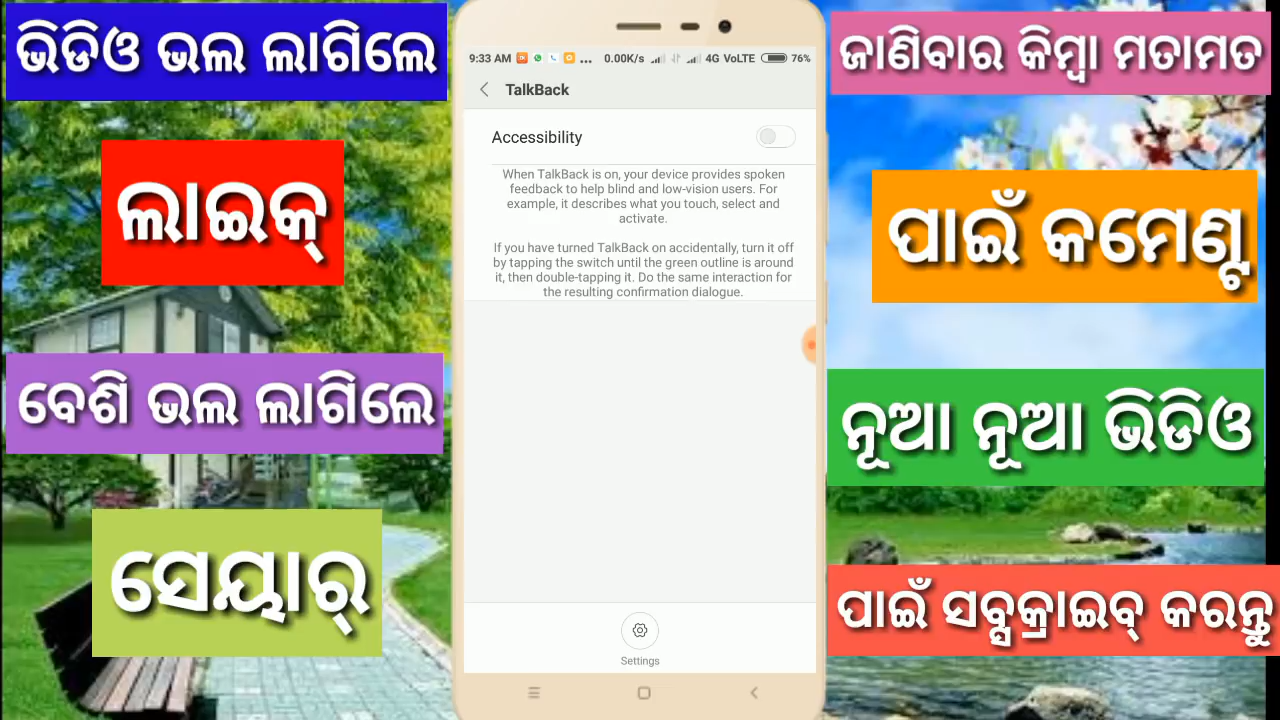 ଭିଡିଓ ଭଲ ଲାଗିଲେ
ଲାଇକ୍
ବେଶି ଭଲ ଲାଗିଲେ
ସେୟାର୍
9:33 AM ... 0.00K/s 4G VoLTE 76%
TalkBack
Accessibility
When TalkBack is on, your device provides spoken
feedback to help blind and low-vision users. For
example, it describes what you touch, select and
activate.
If you have turned TalkBack on accidentally, turn it off
by tapping the switch until the green outline is around
it, then double-tapping it. Do the same interaction for
the resulting confirmation dialogue.
Settings
ଜାଣିବାର କିମ୍ବା ମତାମତ
ପାଇଁ କମେଣ୍ଟ
ନୂଆ ନୂଆ ଭିଡିଓ
ପାଇଁ ସବ୍ସକ୍ରାଇବ୍ କରନ୍ତୁ